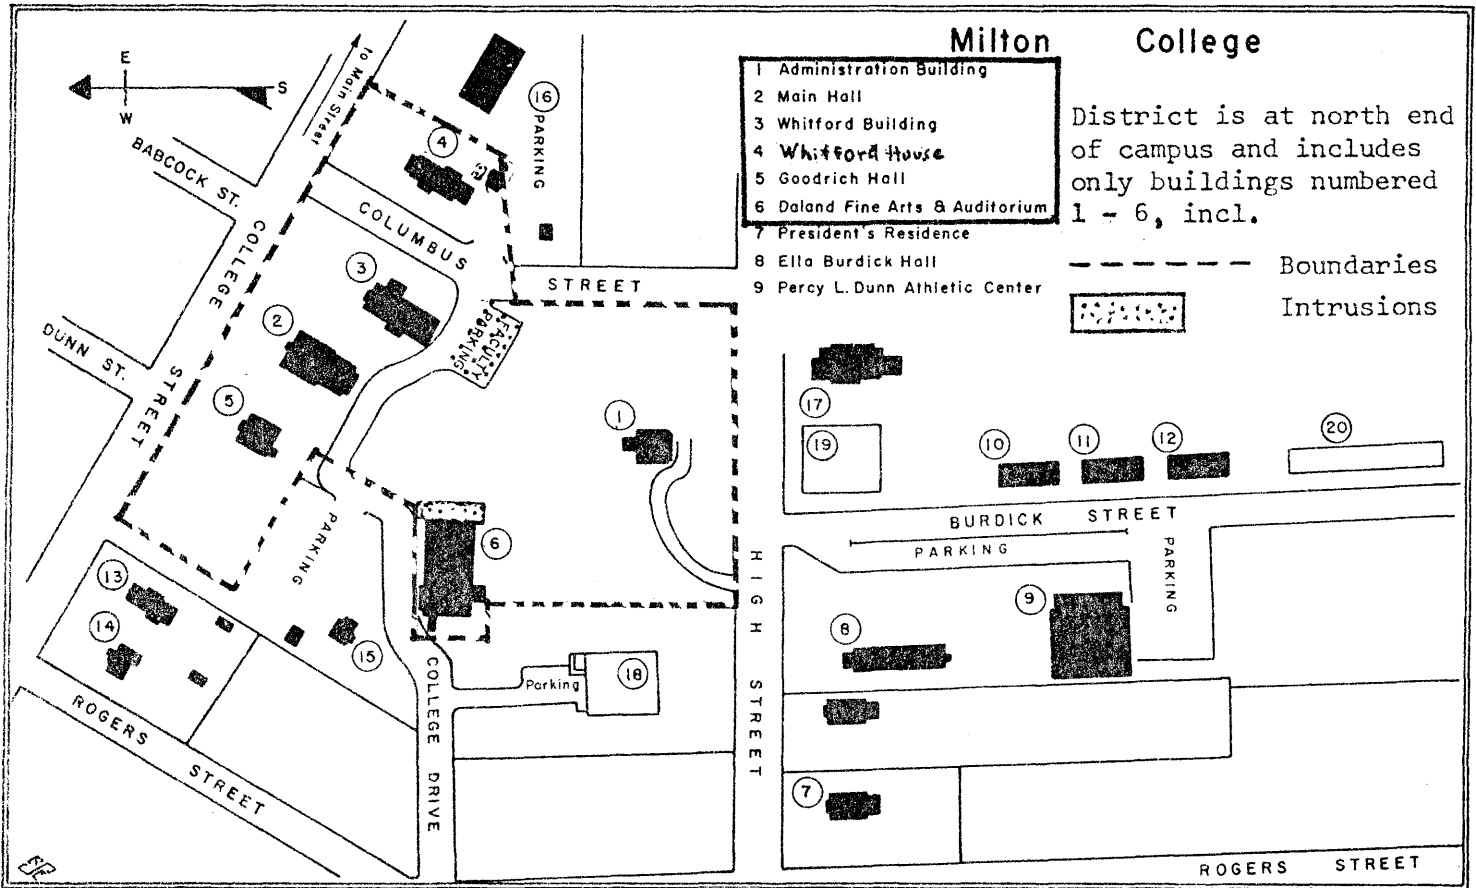 Milton College
1 Administration Building
2 Main Hall
3 Whitford Building
4 Whitford House
5 Goodrich Hall
6 Daland Fine Arts & Auditorium
7 President's Residence
8 Ella Burdick Hall
9 Percy L. Dunn Athletic Center
District is at north end
of campus and includes
only buildings numbered
1 - 6, incl.
Boundaries
Intrusions
E
S
W
to Main Street
BABCOCK ST.
COLLEGE STREET
DUNN ST.
COLUMBUS
STREET
16
PARKING
4
3
2
5
FACULTY
PARKING
1
6
PARKING
13
14
15
ROGERS STREET
COLLEGE DRIVE
Parking
18
HIGH STREET
17
19
10
11
12
20
BURDICK STREET
PARKING
PARKING
9
8
7
ROGERS STREET